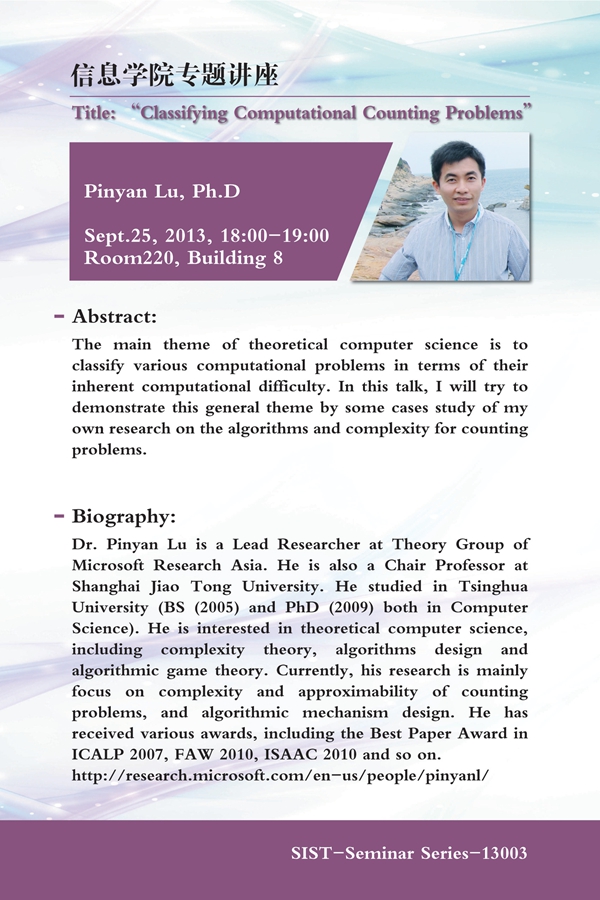 信息学院专题讲座
Title: “Classifying Computational Counting Problems”
Pinyan Lu, Ph.D
Sept.25, 2013, 18:00-19:00
Room220, Building 8
- Abstract:
The main theme of theoretical computer science is to
classify various computational problems in terms of their
inherent computational difficulty. In this talk, I will try to
demonstrate this general theme by some cases study of my
own research on the algorithms and complexity for counting
problems.
- Biography:
Dr. Pinyan Lu is a Lead Researcher at Theory Group of
Microsoft Research Asia. He is also a Chair Professor at
Shanghai Jiao Tong University. He studied in Tsinghua
University (BS (2005) and PhD (2009) both in Computer
Science). He is interested in theoretical computer science,
including complexity theory, algorithms design and
algorithmic game theory. Currently, his research is mainly
focus on complexity and approximability of counting
problems, and algorithmic mechanism design. He has
received various awards, including the Best Paper Award in
ICALP 2007, FAW 2010, ISAAC 2010 and so on.
http://research.microsoft.com/en-us/people/pinyanl/
SIST-Seminar Series-13003